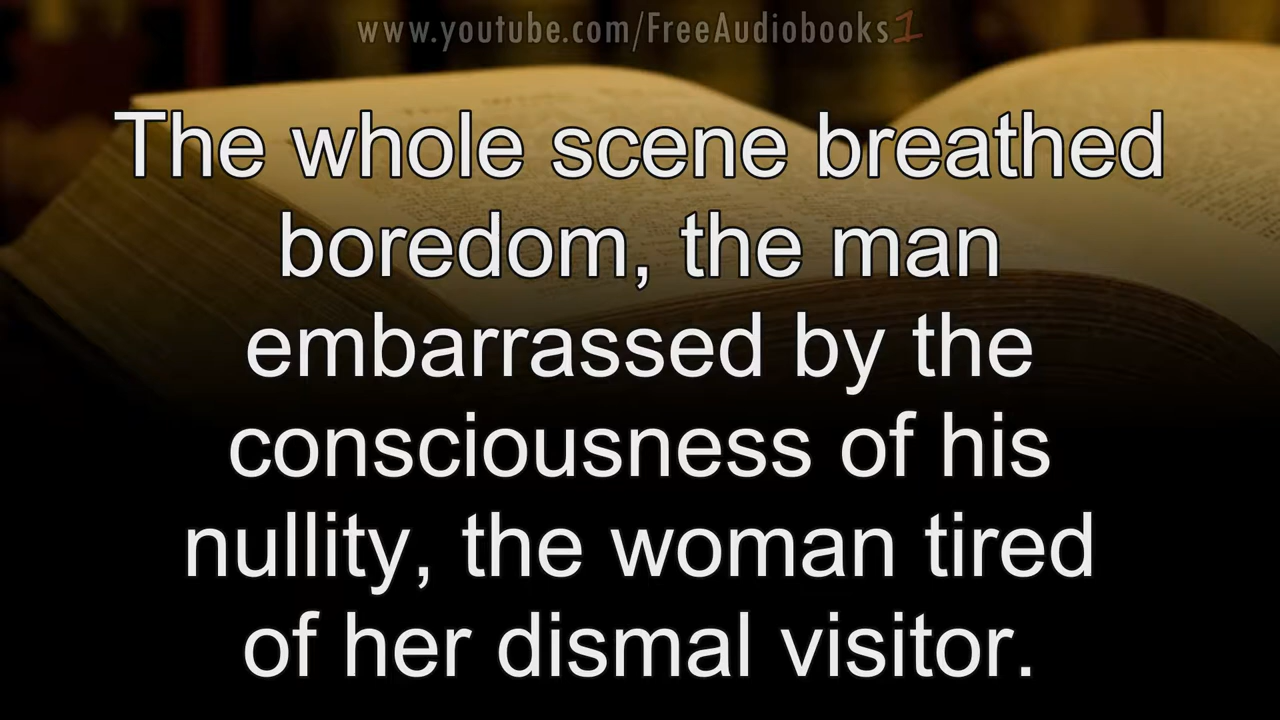 www.youtube.com/FreeAudiobooks1
The whole scene breathed
boredom, the man
embarrassed by the
consciousness of his
nullity, the woman tired
of her dismal visitor.